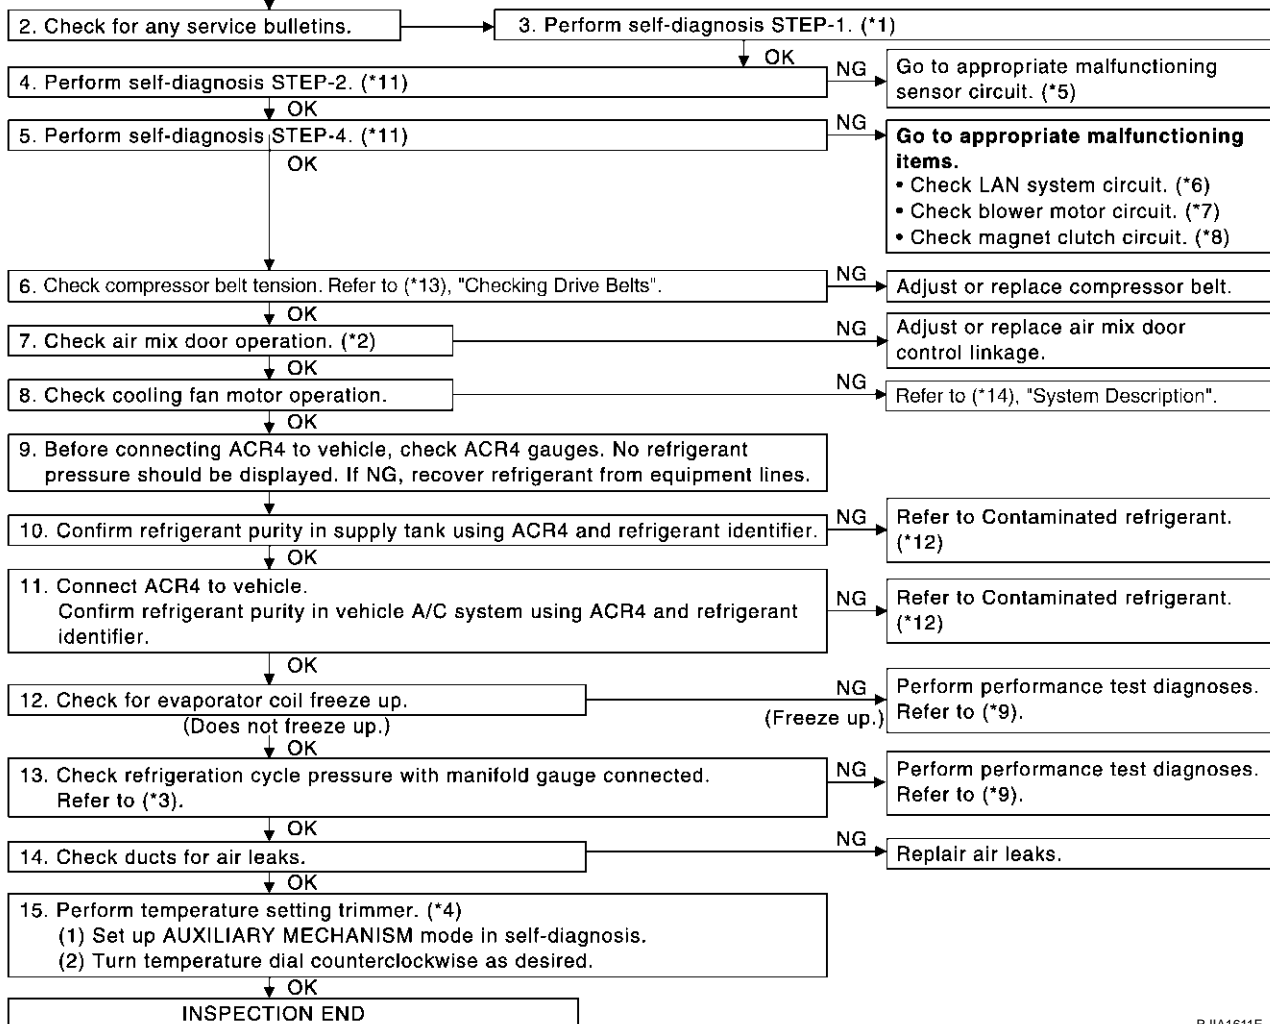 2. Check for any service bulletins.
3. Perform self-diagnosis STEP-1. (*1)
OK
4. Perform self-diagnosis STEP-2. (*11)
NG
Go to appropriate malfunctioning
sensor circuit. (*5)
OK
5. Perform self-diagnosis STEP-4. (*11)
NG
Go to appropriate malfunctioning
items.
• Check LAN system circuit. (*6)
• Check blower motor circuit. (*7)
• Check magnet clutch circuit. (*8)
OK
6. Check compressor belt tension. Refer to (*13), "Checking Drive Belts".
NG
Adjust or replace compressor belt.
OK
7. Check air mix door operation. (*2)
NG
Adjust or replace air mix door
control linkage.
OK
8. Check cooling fan motor operation.
NG
Refer to (*14), "System Description".
OK
9. Before connecting ACR4 to vehicle, check ACR4 gauges. No refrigerant
pressure should be displayed. If NG, recover refrigerant from equipment lines.
10. Confirm refrigerant purity in supply tank using ACR4 and refrigerant identifier.
NG
Refer to Contaminated refrigerant.
(*12)
OK
11. Connect ACR4 to vehicle.
Confirm refrigerant purity in vehicle A/C system using ACR4 and refrigerant
identifier.
NG
Refer to Contaminated refrigerant.
(*12)
OK
12. Check for evaporator coil freeze up.
(Does not freeze up.)
NG
(Freeze up.)
Perform performance test diagnoses.
Refer to (*9).
OK
13. Check refrigeration cycle pressure with manifold gauge connected.
Refer to (*3).
NG
Perform performance test diagnoses.
Refer to (*9).
OK
14. Check ducts for air leaks.
NG
Replair air leaks.
OK
15. Perform temperature setting trimmer. (*4)
(1) Set up AUXILIARY MECHANISM mode in self-diagnosis.
(2) Turn temperature dial counterclockwise as desired.
OK
INSPECTION END